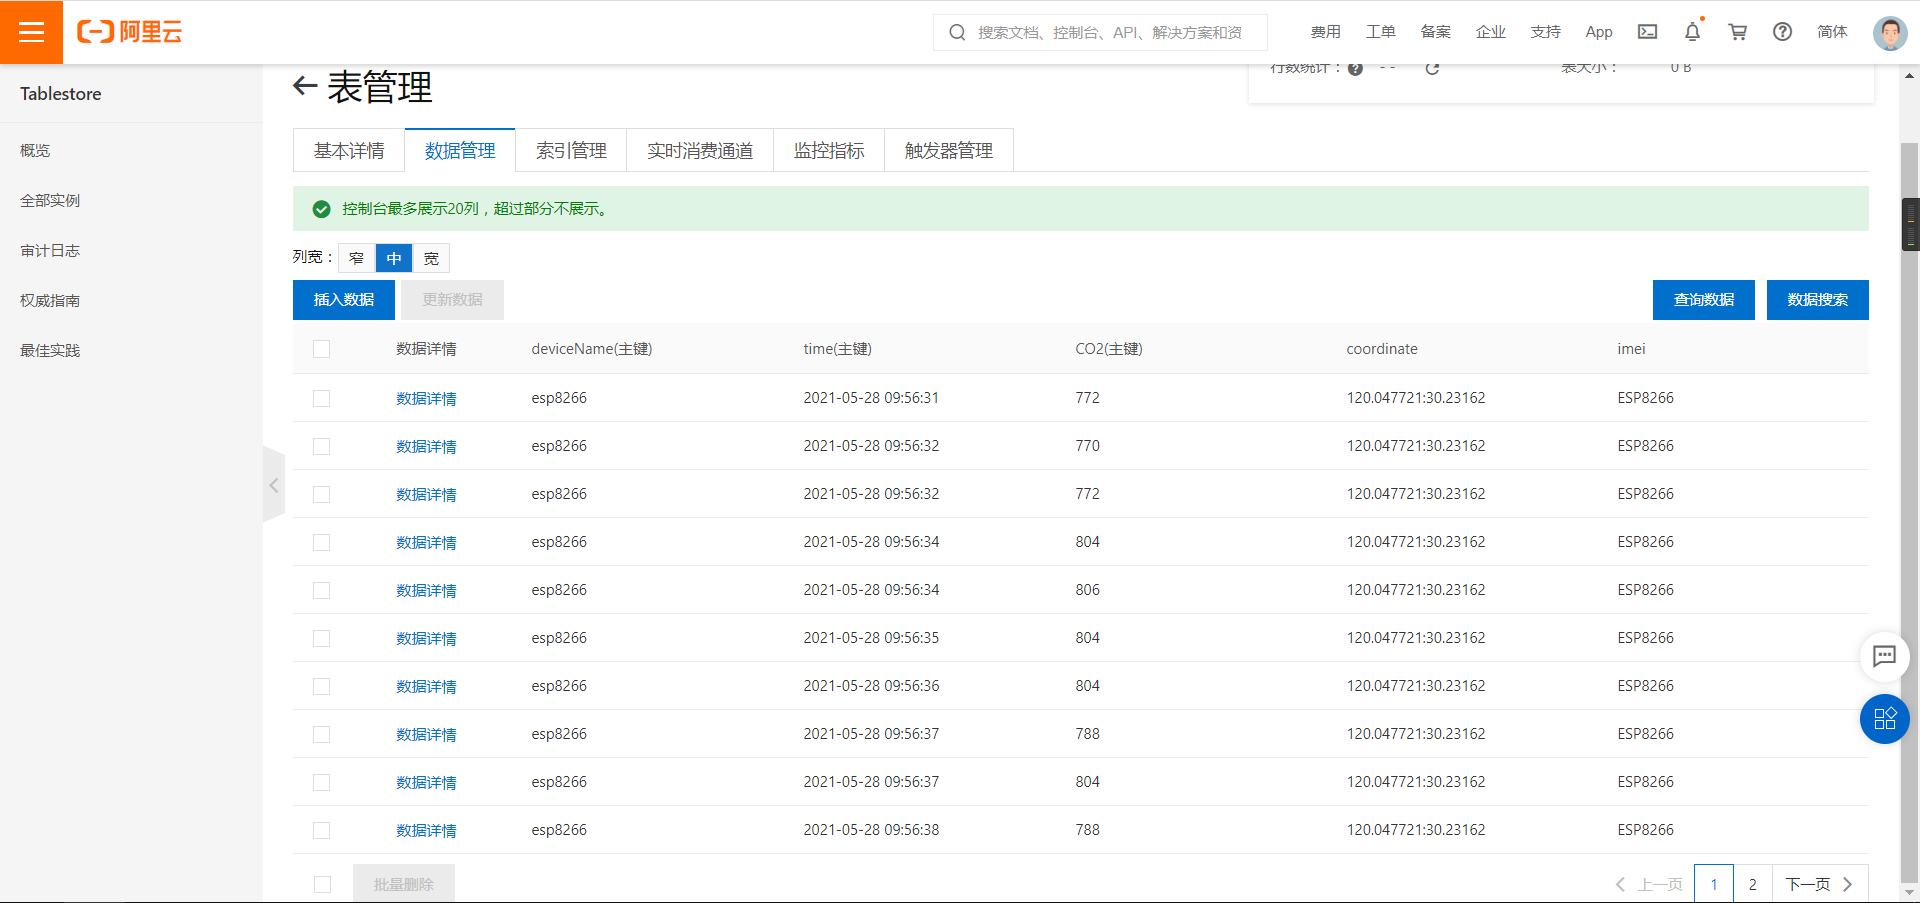 阿里云
搜索文档、控制台、API、解决方案和资
费用 工单 备案 企业 支持 App 简体
Tablestore
概览
全部实例
审计日志
权威指南
最佳实践
表管理
行数统计： -- 表大小： 0 B
基本详情 数据管理 索引管理 实时消费通道 监控指标 触发器管理
控制台最多展示20列，超过部分不展示。
列宽： 窄 中 宽
插入数据 更新数据 查询数据 数据搜索
数据详情 deviceName(主键) time(主键) CO2(主键) coordinate imei
数据详情 esp8266 2021-05-28 09:56:31 772 120.047721:30.23162 ESP8266
数据详情 esp8266 2021-05-28 09:56:32 770 120.047721:30.23162 ESP8266
数据详情 esp8266 2021-05-28 09:56:32 772 120.047721:30.23162 ESP8266
数据详情 esp8266 2021-05-28 09:56:34 804 120.047721:30.23162 ESP8266
数据详情 esp8266 2021-05-28 09:56:34 806 120.047721:30.23162 ESP8266
数据详情 esp8266 2021-05-28 09:56:35 804 120.047721:30.23162 ESP8266
数据详情 esp8266 2021-05-28 09:56:36 804 120.047721:30.23162 ESP8266
数据详情 esp8266 2021-05-28 09:56:37 788 120.047721:30.23162 ESP8266
数据详情 esp8266 2021-05-28 09:56:37 804 120.047721:30.23162 ESP8266
数据详情 esp8266 2021-05-28 09:56:38 788 120.047721:30.23162 ESP8266
批量删除 上一页 1 2 下一页